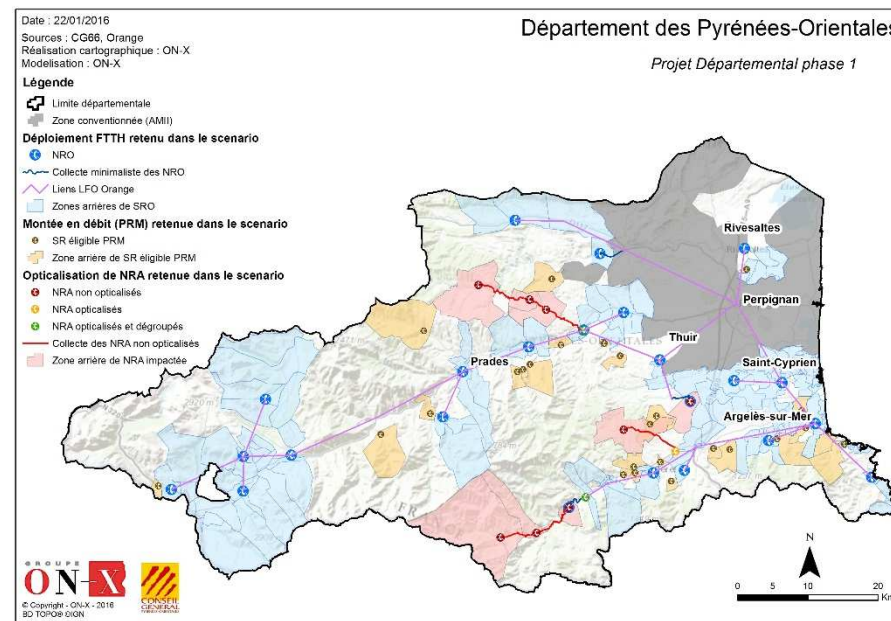 Date : 22/01/2016
Sources : CG66, Orange
Réalisation cartographique : ON-X
Modelisation : ON-X
Département des Pyrénées-Orientales
Projet Départemental phase 1
Légende
Limite départementale
Zone conventionnée (AMII)
Déploiement FTTH retenu dans le scenario
NRO
Collecte minimaliste des NRO
Liens LFO Orange
Zones arrières de SRO
Montée en débit (PRM) retenue dans le scenario
SR éligible PRM
Zone arrière de SR éligible PRM
Opticalisation de NRA retenue dans le scenario
NRA non opticalisés
NRA opticalisés
NRA opticalisés et dégroupés
Collecte des NRA non opticalisés
Zone arrière de NRA impactée
Rivesaltes
Perpignan
Thuir
Prades
Saint-Cyprien
Argelès-sur-Mer
N
0 5 10 20
Km
GROUPE
ON-X
© Copyright - ON-X - 2016
BD TOPO® ©IGN
CONSEIL
GENERAL